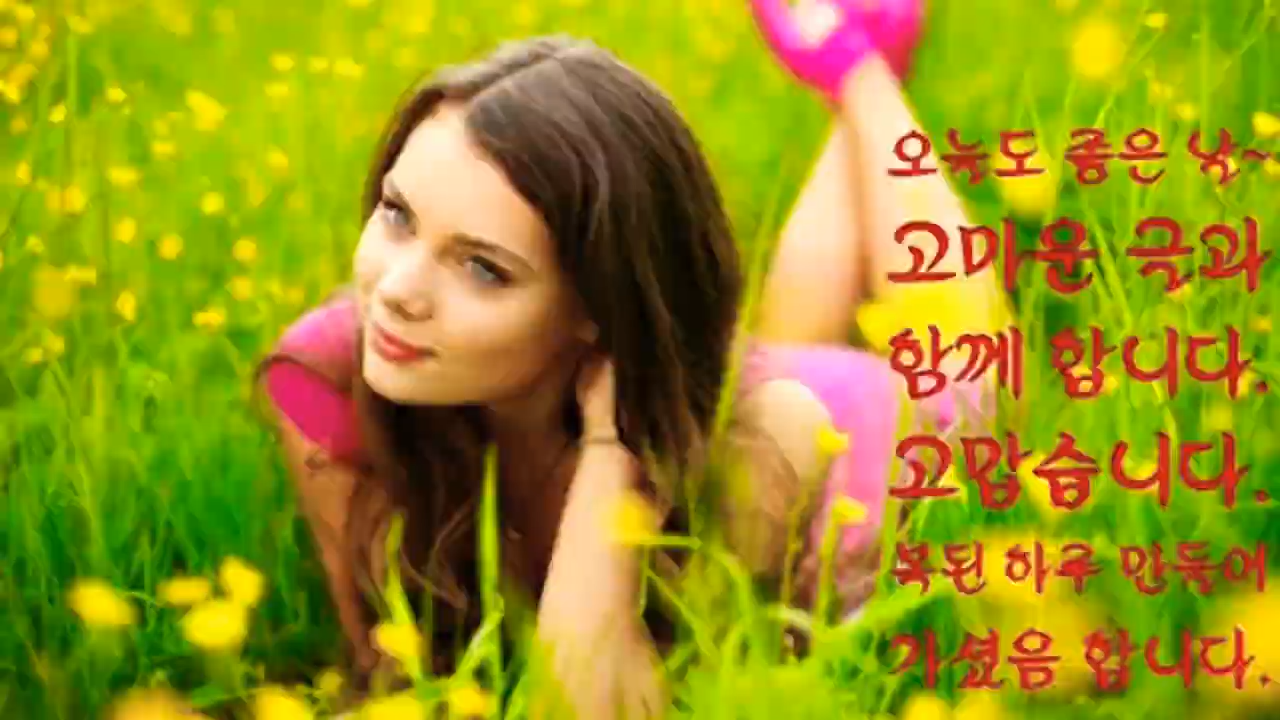 오늘도 좋은 날~
고마운 글과
함께 합니다.
고맙습니다.
복된 하루 만들어
가셨음 합니다.